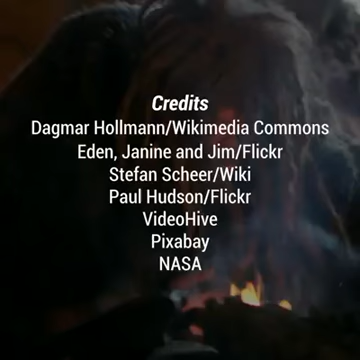 Credits
Dagmar Hollmann/Wikimedia Commons
Eden, Janine and Jim/Flickr
Stefan Scheer/Wiki
Paul Hudson/Flickr
VideoHive
Pixabay
NASA